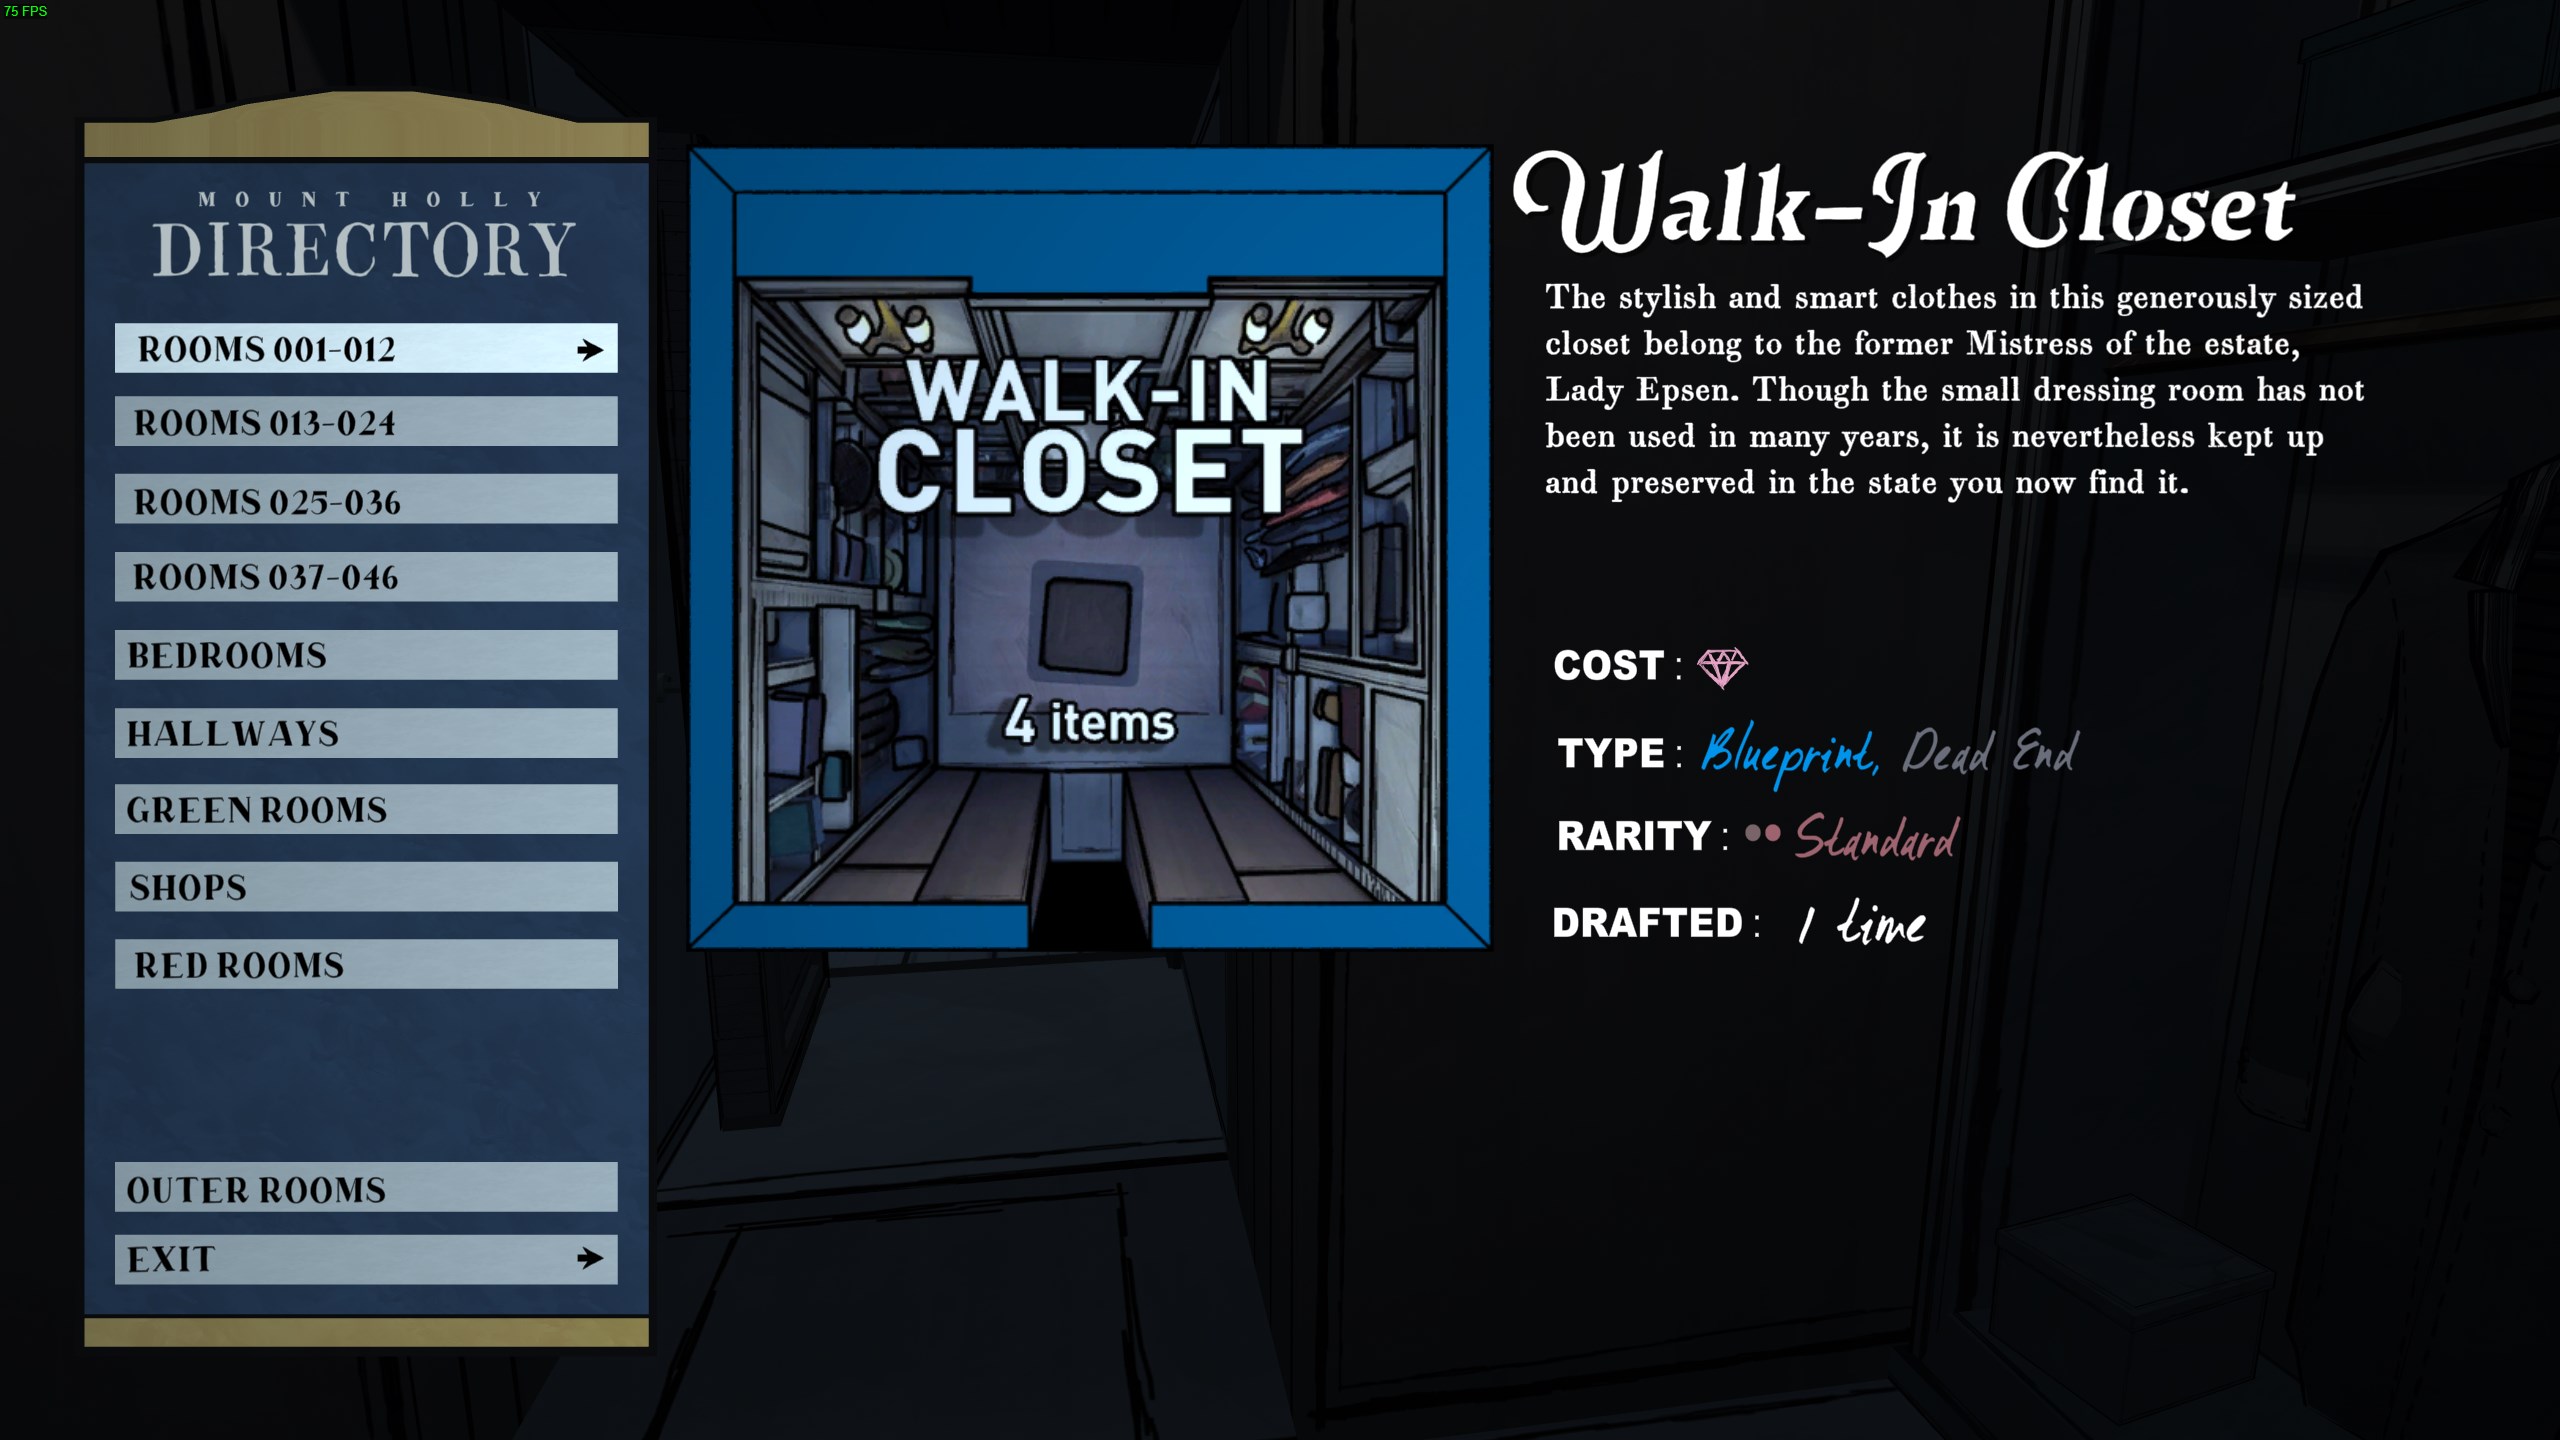 75 FPS
MOUNT HOLLY
DIRECTORY
ROOMS 001-012
ROOMS 013-024
ROOMS 025-036
ROOMS 037-046
BEDROOMS
HALLWAYS
GREEN ROOMS
SHOPS
RED ROOMS
OUTER ROOMS
EXIT
WALK-IN
CLOSET
4 items
Walk-In Closet
The stylish and smart clothes in this generously sized
closet belong to the former Mistress of the estate,
Lady Epsen. Though the small dressing room has not
been used in many years, it is nevertheless kept up
and preserved in the state you now find it.
COST :
TYPE : Blueprint, Dead End
RARITY : Standard
DRAFTED : 1 time